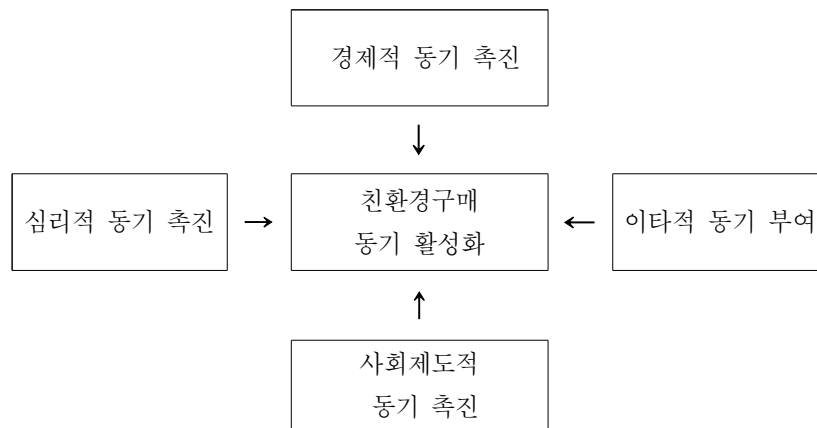 경제적 동기 촉진
심리적 동기 촉진
친환경구매
동기 활성화
이타적 동기 부여
사회제도적
동기 촉진